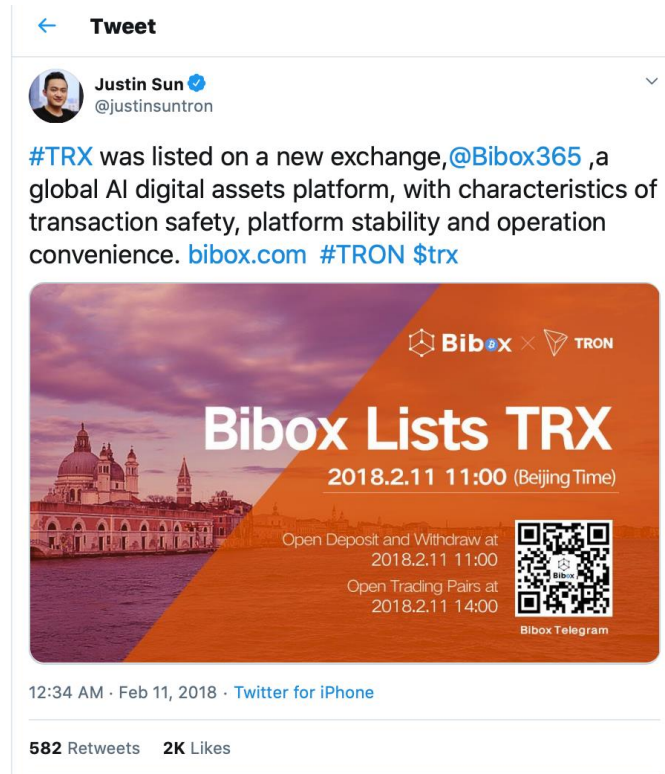 Tweet
Justin Sun
@justinsuntron
#TRX was listed on a new exchange,@Bibox365 ,a
global AI digital assets platform, with characteristics of
transaction safety, platform stability and operation
convenience. bibox.com #TRON $trx
Bibox × TRON
Bibox Lists TRX
2018.2.11 11:00 (Beijing Time)
Open Deposit and Withdraw at
2018.2.11 11:00
Open Trading Pairs at
2018.2.11 14:00
Bibox
Bibox Telegram
12:34 AM · Feb 11, 2018 · Twitter for iPhone
582 Retweets 2K Likes